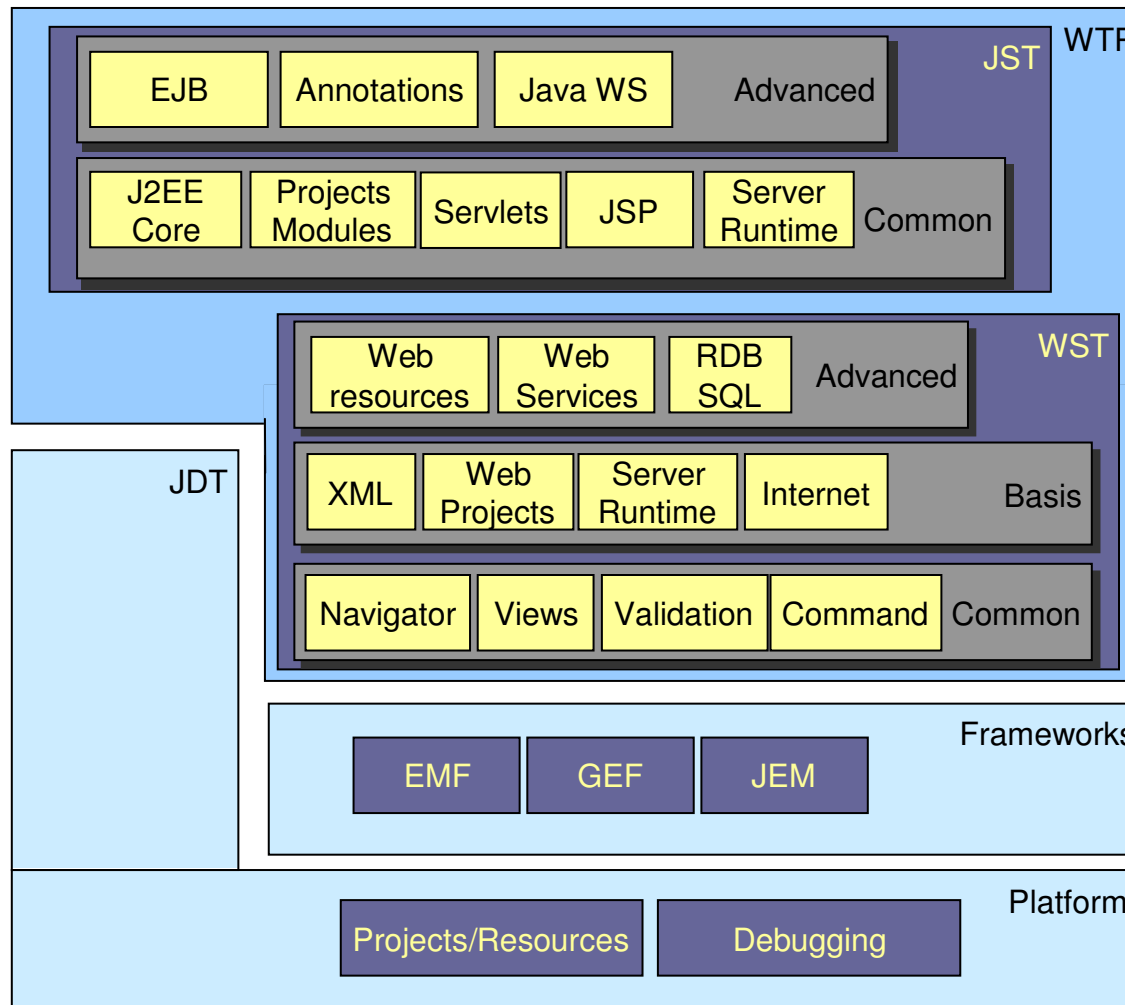 WTP
JST
EJB
Annotations
Java WS
Advanced
J2EE
Core
Projects
Modules
Servlets
JSP
Server
Runtime
Common
WST
Web
resources
Web
Services
RDB
SQL
Advanced
JDT
XML
Web
Projects
Server
Runtime
Internet
Basis
Navigator
Views
Validation
Command
Common
Frameworks
EMF
GEF
JEM
Platform
Projects/Resources
Debugging